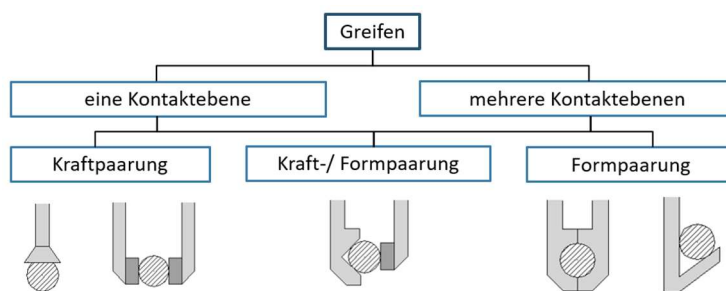 Greifen
eine Kontaktebene
mehrere Kontaktebenen
Kraftpaarung
Kraft-/ Formpaarung
Formpaarung